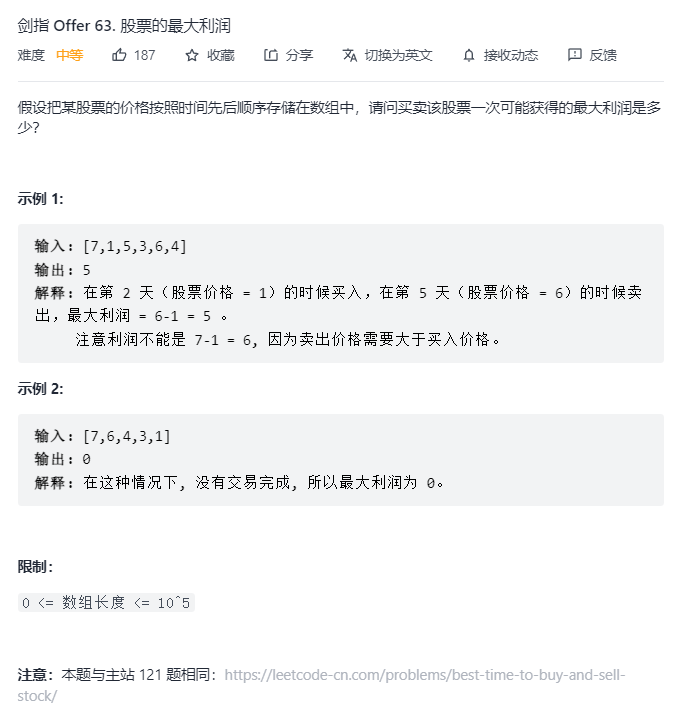 剑指 Offer 63. 股票的最大利润
难度 中等 187 收藏 分享 切换为英文 接收动态 反馈
假设把某股票的价格按照时间先后顺序存储在数组中，请问买卖该股票一次可能获得的最大利润是多
少？
示例 1:
输入: [7,1,5,3,6,4]
输出: 5
解释: 在第 2 天（股票价格 = 1）的时候买入，在第 5 天（股票价格 = 6）的时候卖
出，最大利润 = 6-1 = 5 。
注意利润不能是 7-1 = 6, 因为卖出价格需要大于买入价格。
示例 2:
输入: [7,6,4,3,1]
输出: 0
解释: 在这种情况下, 没有交易完成, 所以最大利润为 0。
限制：
0 <= 数组长度 <= 10^5
注意：本题与主站 121 题相同：https://leetcode-cn.com/problems/best-time-to-buy-and-sell-
stock/